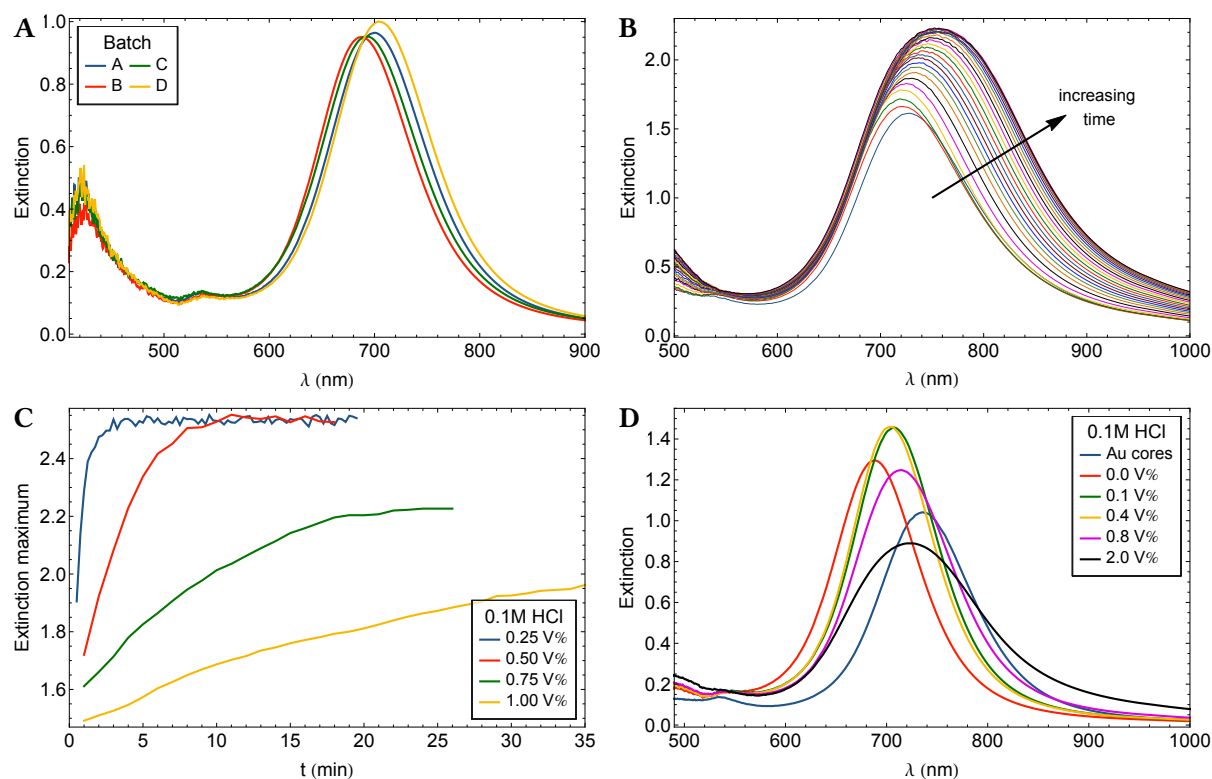 A
Batch
A C
B D
Extinction
1.0
0.8
0.6
0.4
0.2
0.0
500 600 700 800 900
λ (nm)
B
increasing
time
Extinction
2.0
1.5
1.0
0.5
0.0
500 600 700 800 900 1000
λ (nm)
C
Extinction maximum
2.4
2.2
2.0
1.8
1.6
0.1M HCl
0.25 V%
0.50 V%
0.75 V%
1.00 V%
0 5 10 15 20 25 30 35
t (min)
D
Extinction
1.4
1.2
1.0
0.8
0.6
0.4
0.2
0.0
0.1M HCl
Au cores
0.0 V%
0.1 V%
0.4 V%
0.8 V%
2.0 V%
500 600 700 800 900 1000
λ (nm)